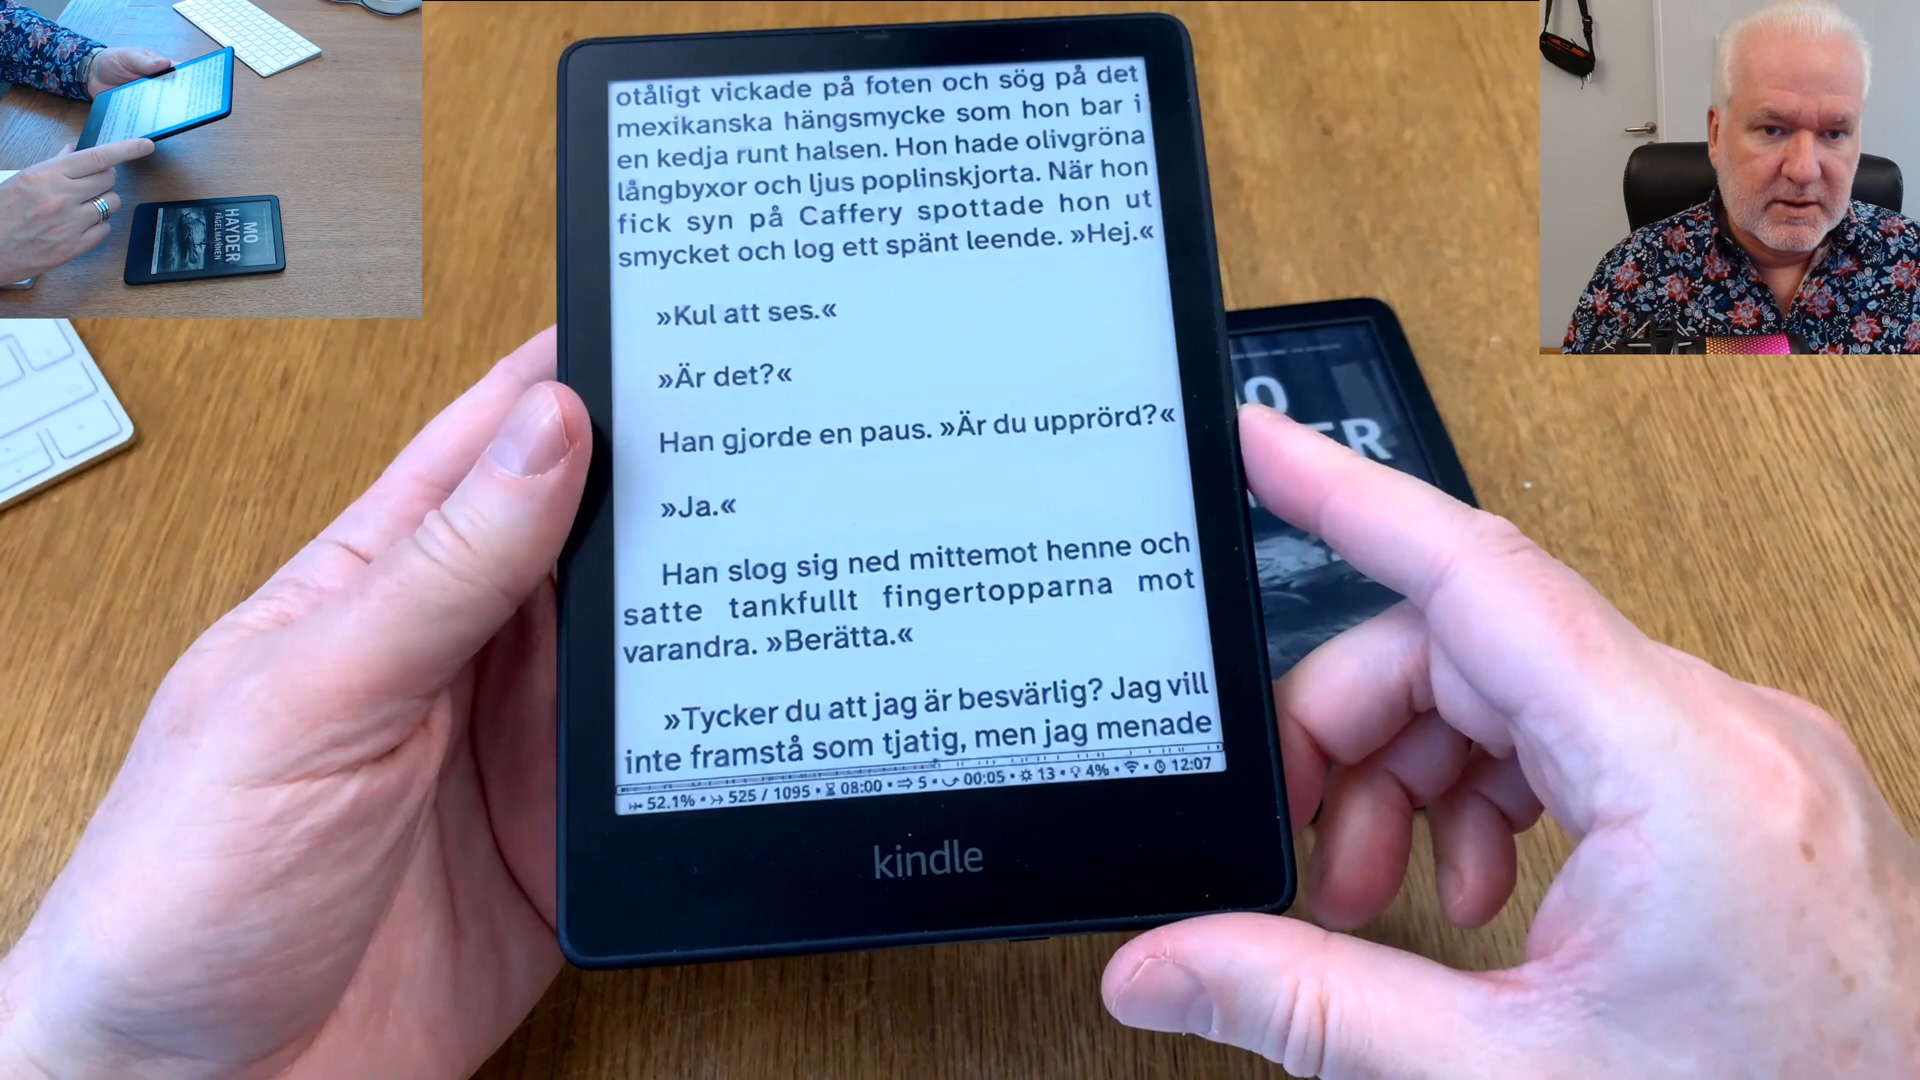 MO
HAYDER
FÅGELMANNEN
otåligt vickade på foten och sög på det
mexikanska hängsmycke som hon bar i
en kedja runt halsen. Hon hade olivgröna
långbyxor och ljus poplinskjorta. När hon
fick syn på Caffery spottade hon ut
smycket och log ett spänt leende. »Hej.«
»Kul att ses.«
»Är det?«
Han gjorde en paus. »Är du upprörd?«
»Ja.«
Han slog sig ned mittemot henne och
satte tankfullt fingertopparna mot
varandra. »Berätta.«
»Tycker du att jag är besvärlig? Jag vill
inte framstå som tjatig, men jag menade
52.1% • 525 / 1095 • 08:00 • ⇒ 5 • 00:05 • 13 • 4% • • 12:07
kindle